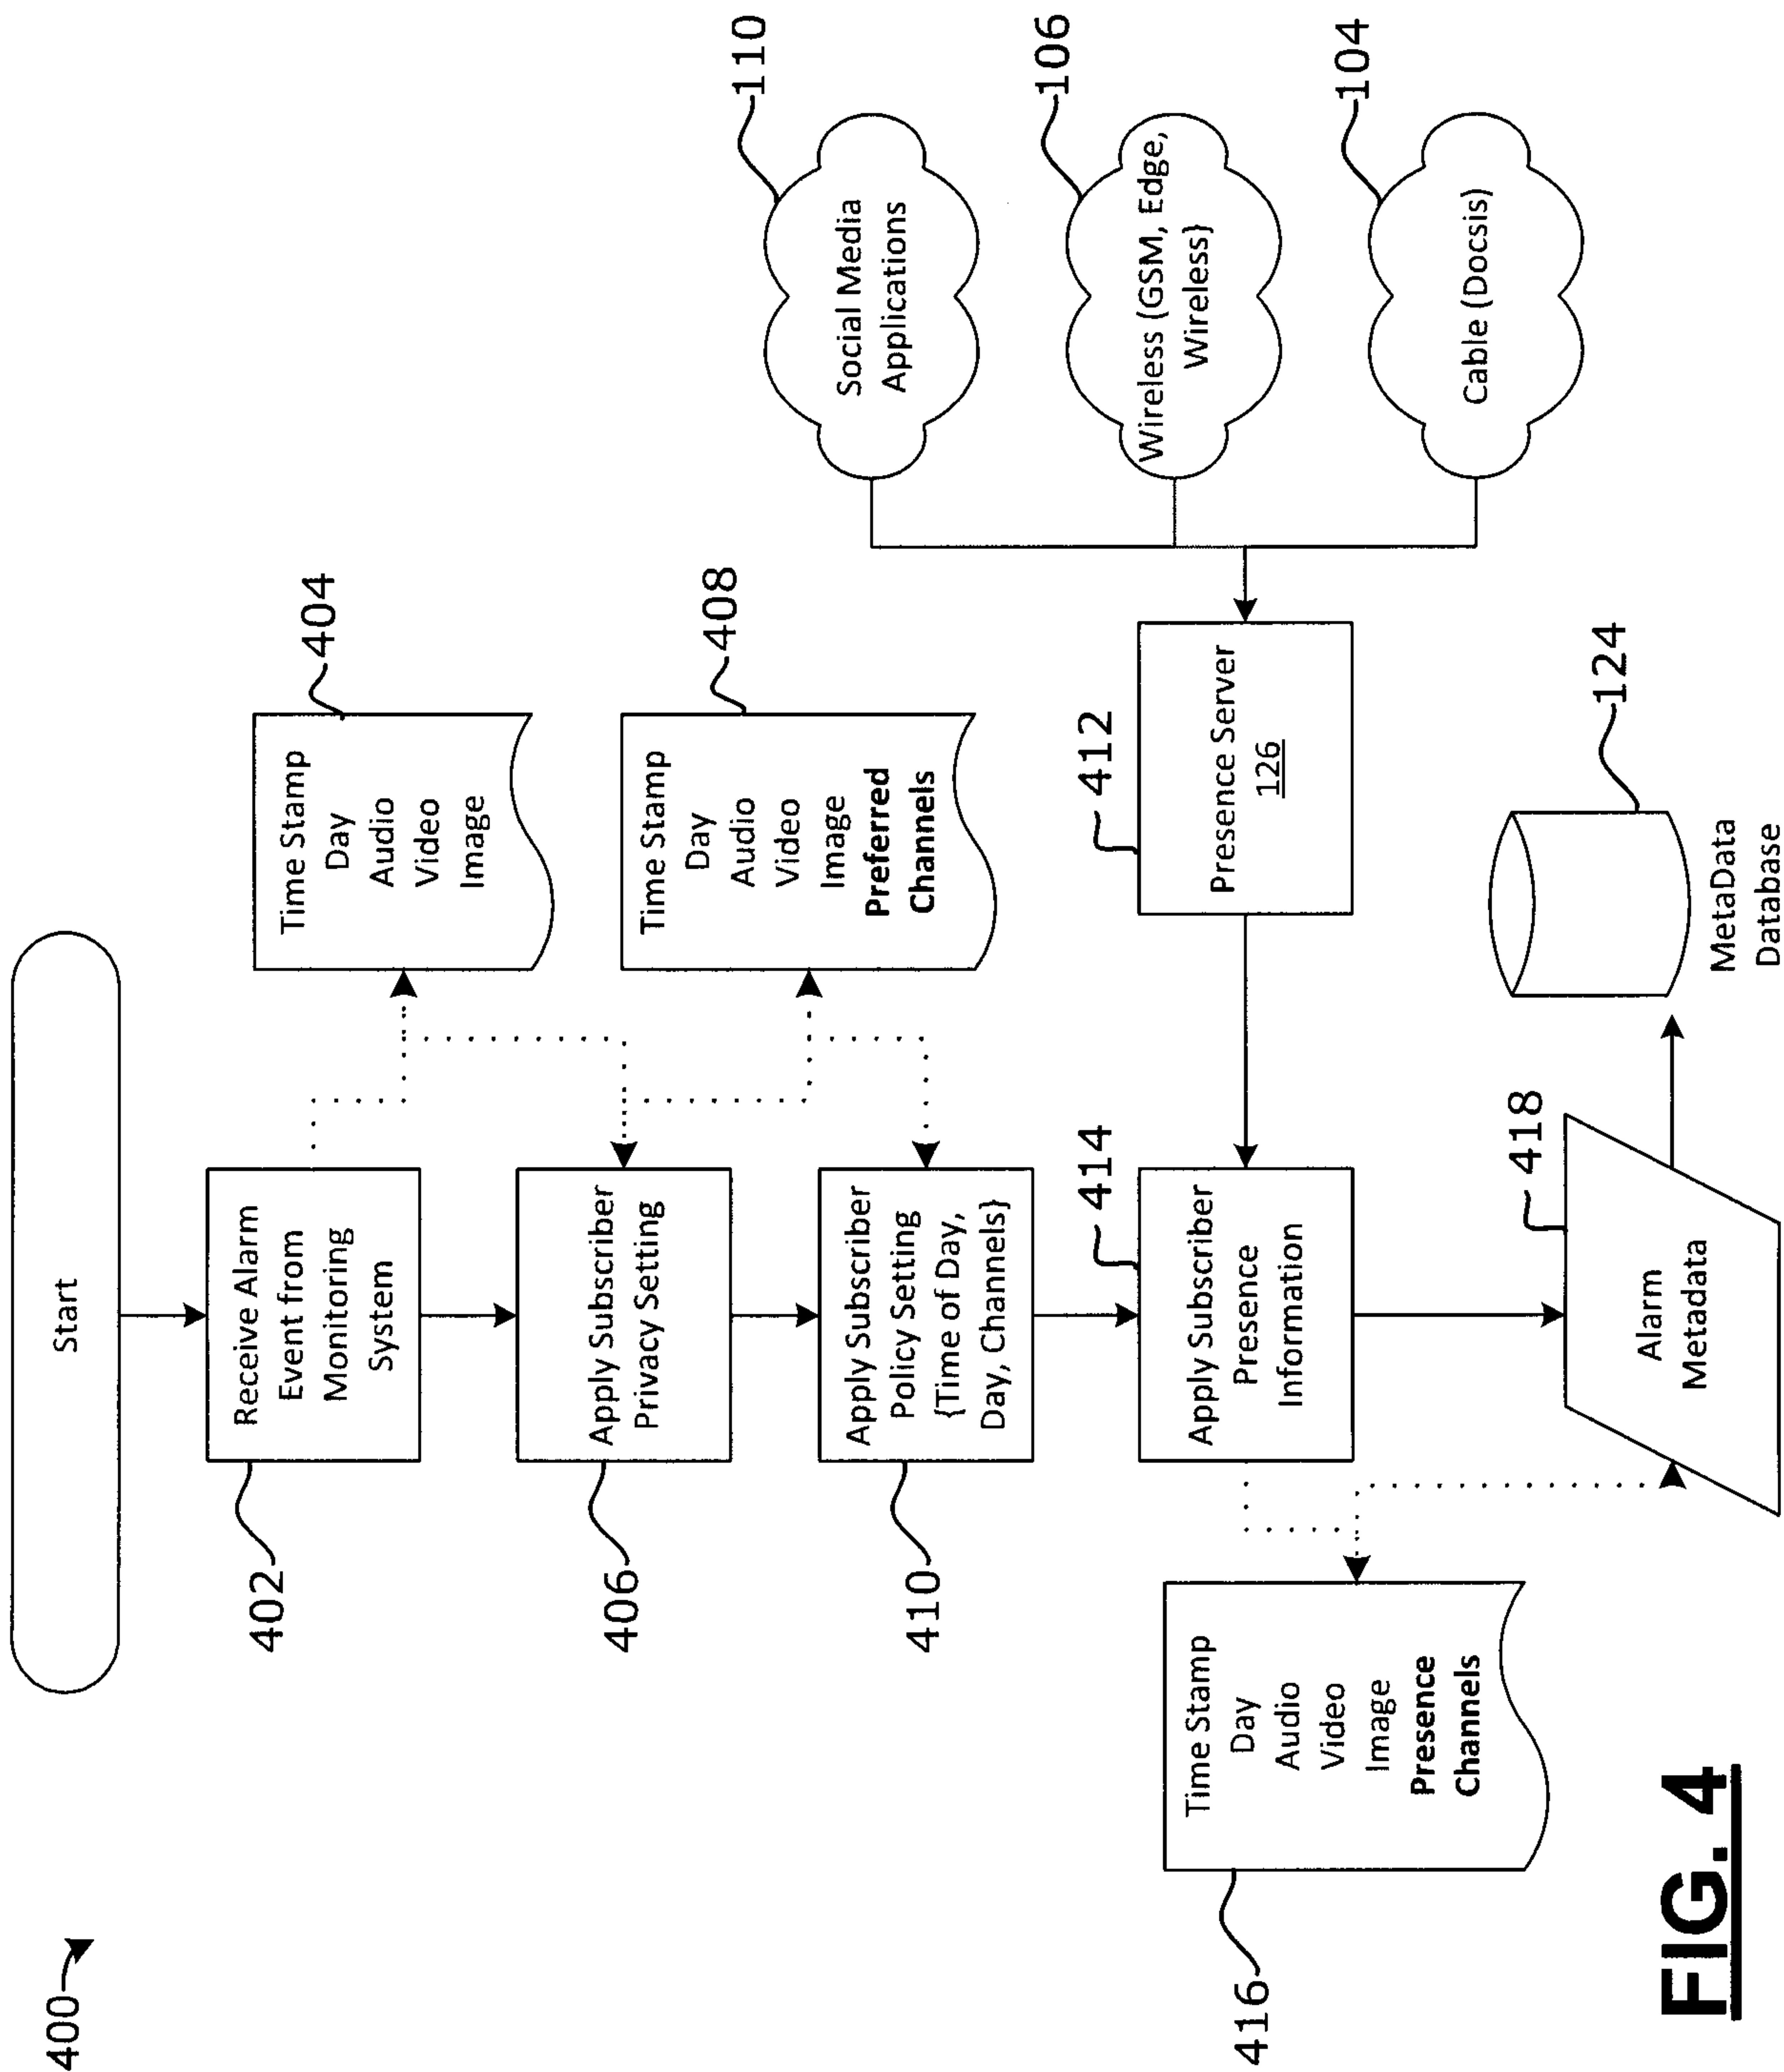 400
Start
402
Receive Alarm
Event from
Monitoring
System
404
Time Stamp
Day
Audio
Video
Image
406
Apply Subscriber
Privacy Setting
408
Time Stamp
Day
Audio
Video
Image
Preferred
Channels
410
Apply Subscriber
Policy Setting
{Time of Day,
Day, Channels}
110
Social Media
Applications
106
Wireless (GSM, Edge,
Wireless}
104
Cable (Docsis)
412
Presence Server
126
414
Apply Subscriber
Presence
Information
416
Time Stamp
Day
Audio
Video
Image
Presence
Channels
418
Alarm
Metadata
124
MetaData
Database
FIG. 4